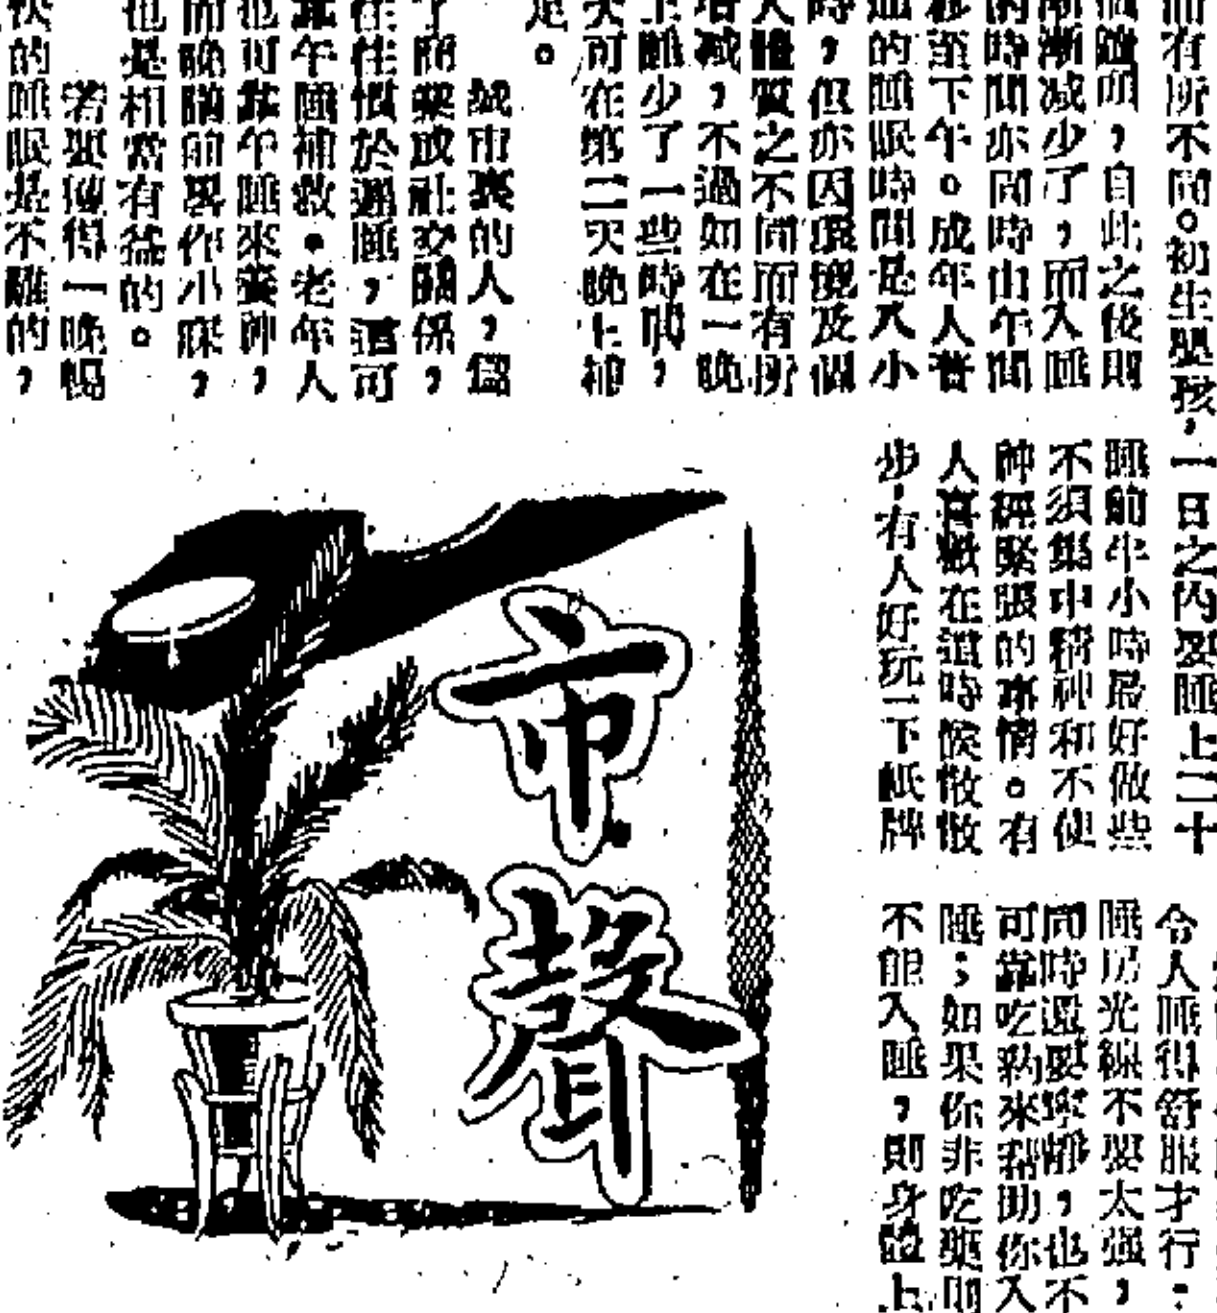 而有所不同。初生嬰孩，一日之內要睡上二十
個鐘頭，自此之後則
漸漸減少了，而入睡
的時間亦同時由午間
移至下午。成年人普
通的睡眠時間是八小
時，但亦因環境及個
人體質之不同而有所
增減，不過如在一晚
上睡少了一些時間，
天可在第二天晚上補
足。
城市裏的人，儘
了商業或社交關係，
往往慣於遲睡，這可
靠午睡補救。老年人
也可靠午睡來養神，
而晚膳前畧作小寐，
也是相當有益的。
若要獲得一晚暢
快的睡眠是不難的，
睡前半小時最好做些
不須集中精神和不使
神經緊張的事情。有
人喜歡在這時候散散
步，有人好玩一下紙牌
令人睡得舒服才行；
睡房光線不要太强，
同時還要寧靜，也不
可靠吃藥來幫助你入
睡；如果你非吃藥則
不能入睡，則身體上
市聲